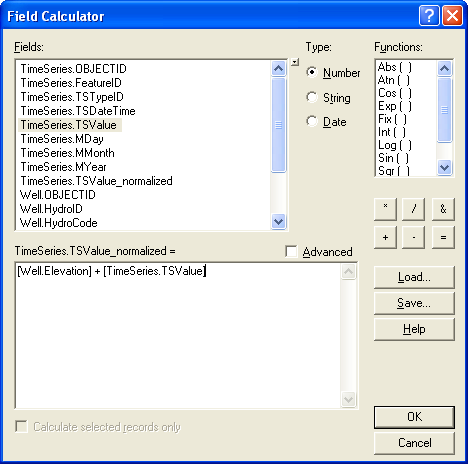 Field Calculator
Fields:
TimeSeries.OBJECTID
TimeSeries.FeatureID
TimeSeries.TSTypeID
TimeSeries.TSDateTime
TimeSeries.TSValue
TimeSeries.MDay
TimeSeries.MMonth
TimeSeries.MYear
TimeSeries.TSValue_normalized
Well.OBJECTID
Well.HydroID
Well.HydroCode
Type:
Number
String
Date
Functions:
Abs ( )
Atn ( )
Cos ( )
Exp ( )
Fix ( )
Int ( )
Log ( )
Sin ( )
Sqr ( )
* / &
+ - =
TimeSeries.TSValue_normalized =
Advanced
[Well.Elevation] + [TimeSeries.TSValue]
Load...
Save...
Help
Calculate selected records only
OK
Cancel